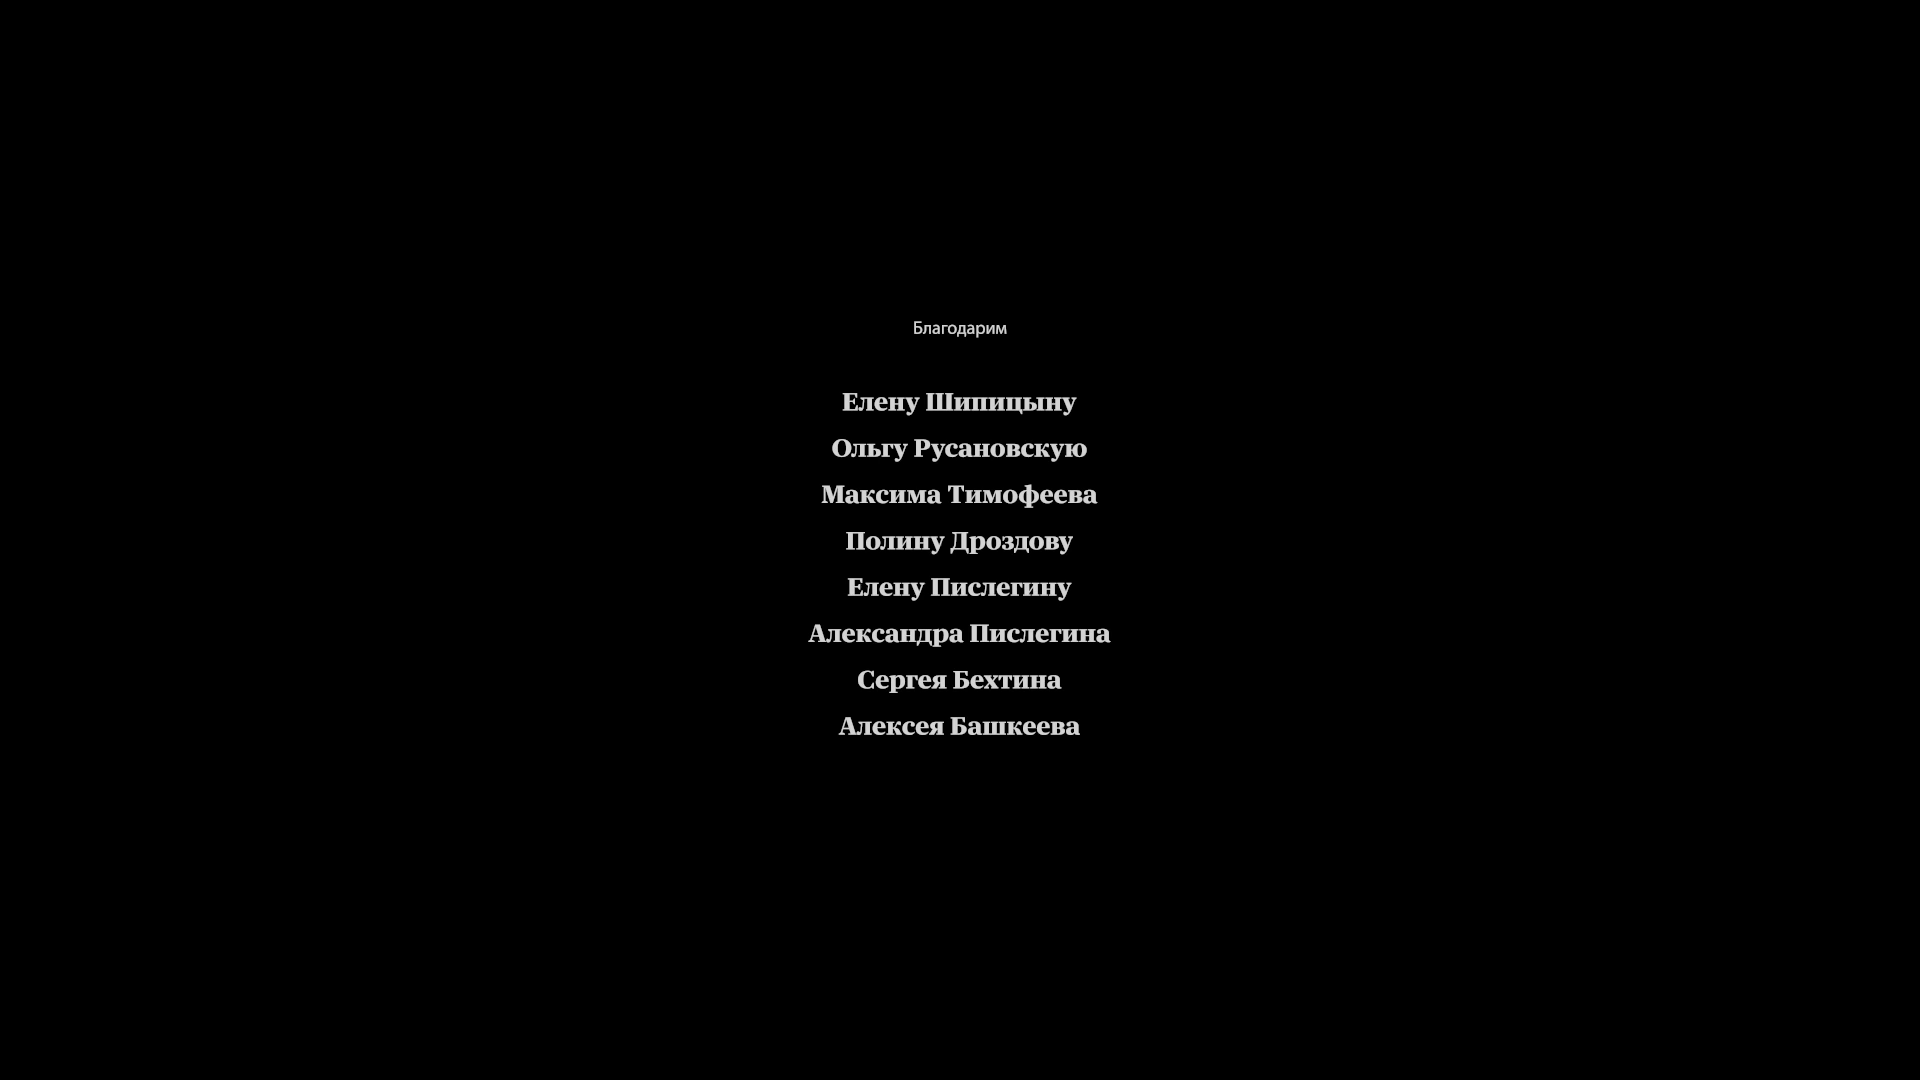 Благодарим
Елену Шипицыну
Ольгу Русановскую
Максима Тимофеева
Полину Дроздову
Елену Пислегину
Александра Пислегина
Сергея Бехтина
Алексея Башкеева